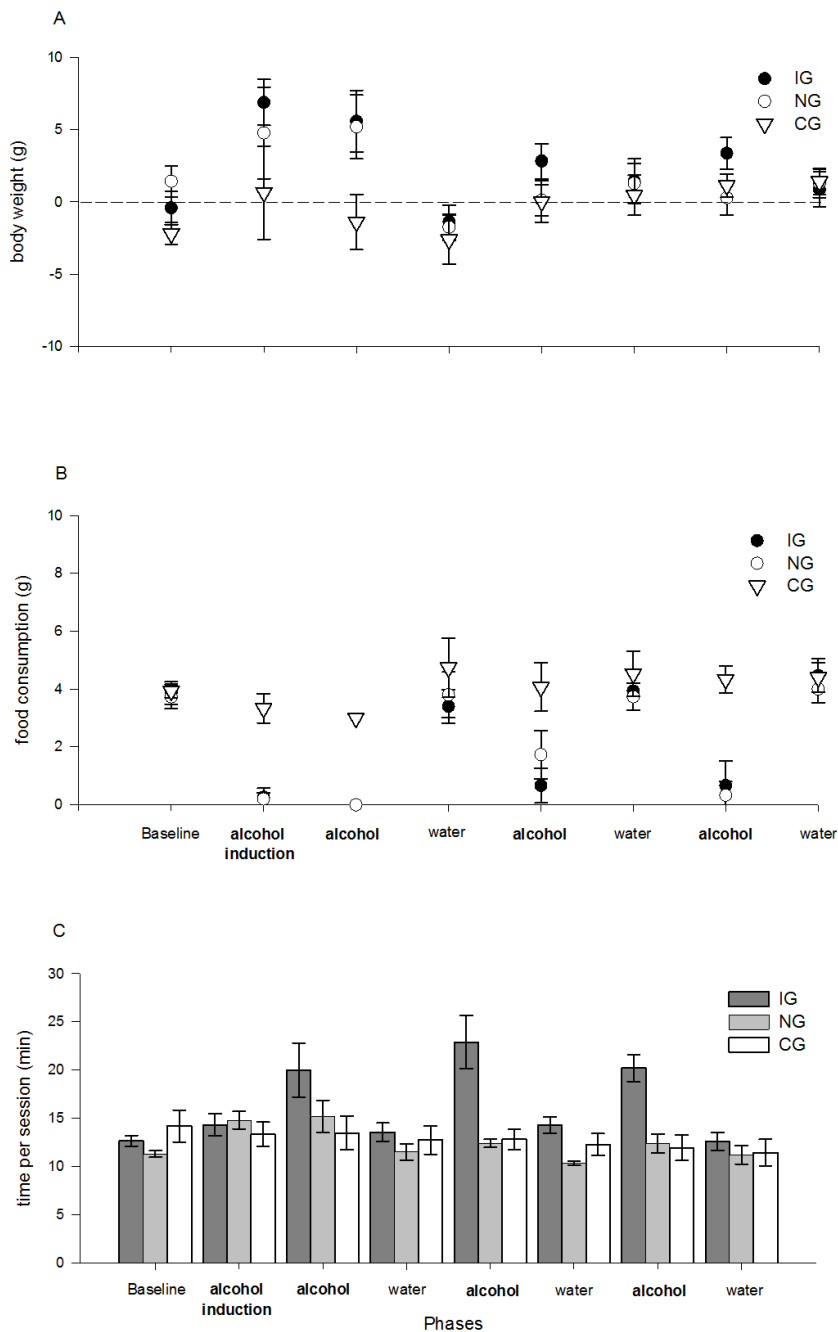 A
body weight (g)
10
5
0
-5
-10
IG
NG
CG
B
food consumption (g)
10
8
6
4
2
0
IG
NG
CG
Baseline alcohol induction alcohol water alcohol water alcohol water
C
time per session (min)
30
25
20
15
10
5
0
IG
NG
CG
Baseline alcohol induction alcohol water alcohol water alcohol water
Phases